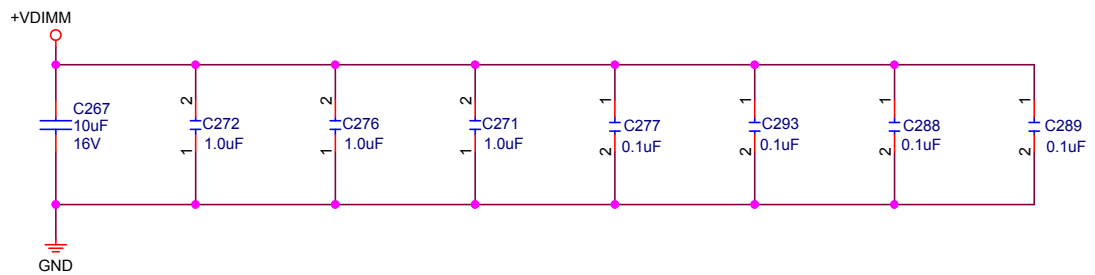 +VDIMM
C267
10uF
16V
2
C272
1.0uF
1
2
C276
1.0uF
1
2
C271
1.0uF
1
1
C277
0.1uF
2
1
C293
0.1uF
2
1
C288
0.1uF
2
1
C289
0.1uF
2
GND